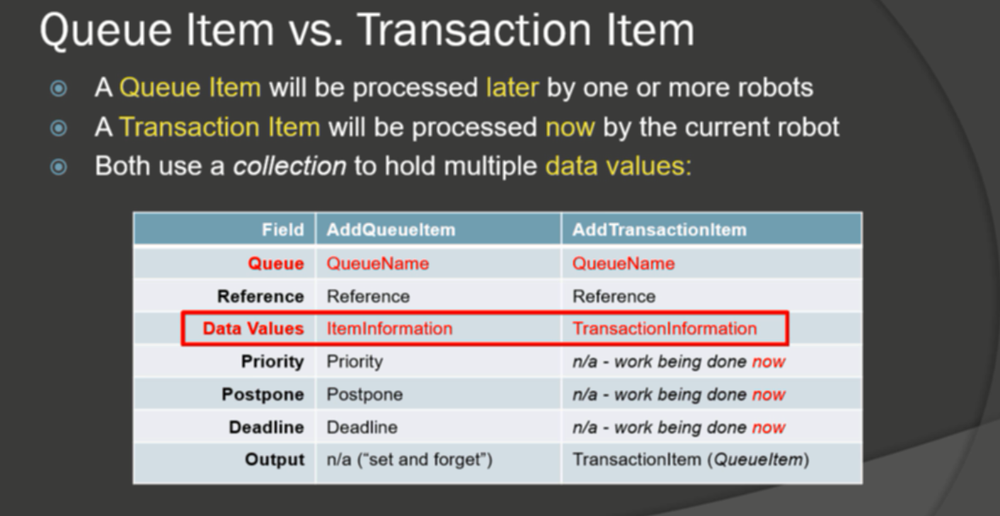 Queue Item vs. Transaction Item
A Queue Item will be processed later by one or more robots
A Transaction Item will be processed now by the current robot
Both use a collection to hold multiple data values:
Field AddQueueItem AddTransactionItem
Queue QueueName QueueName
Reference Reference Reference
Data Values ItemInformation TransactionInformation
Priority Priority n/a - work being done now
Postpone Postpone n/a - work being done now
Deadline Deadline n/a - work being done now
Output n/a (“set and forget”) TransactionItem (QueueItem)